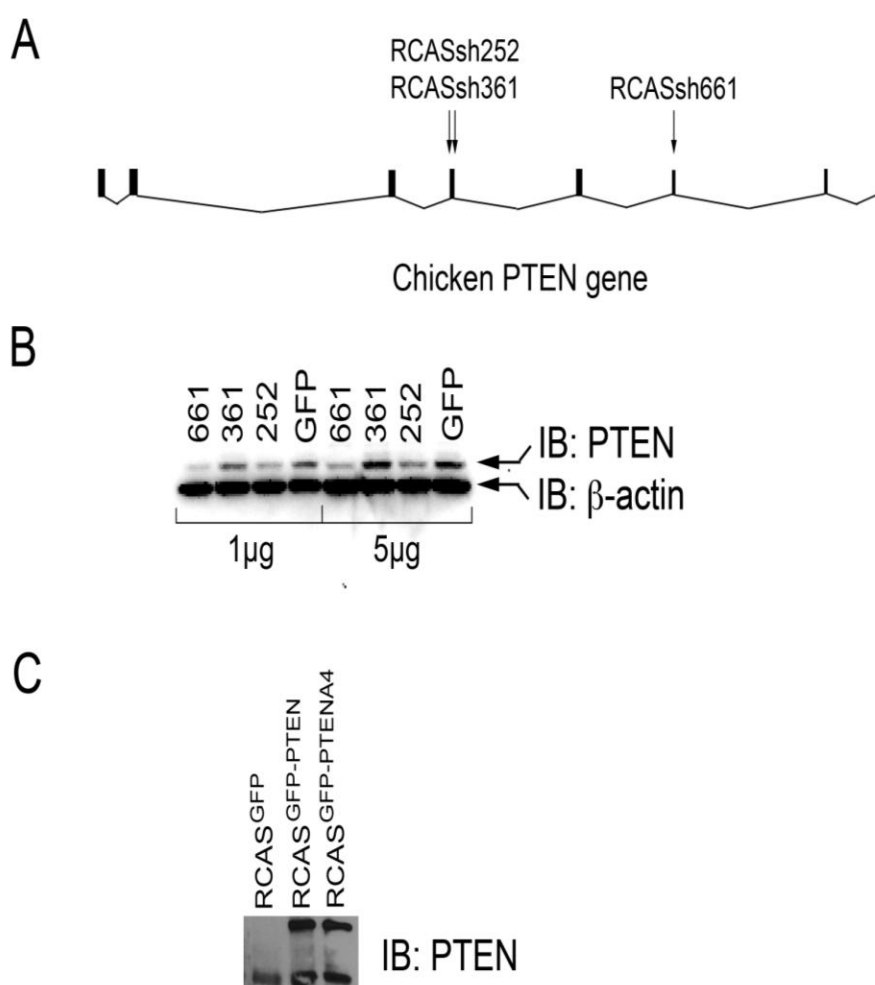 A
RCASsh252
RCASsh361
RCASsh661
Chicken PTEN gene
B
661 361 252 GFP 661 361 252 GFP
IB: PTEN
IB: β-actin
1µg 5µg
C
RCASGFP
RCASGFP-PTEN
RCASGFP-PTENA4
IB: PTEN